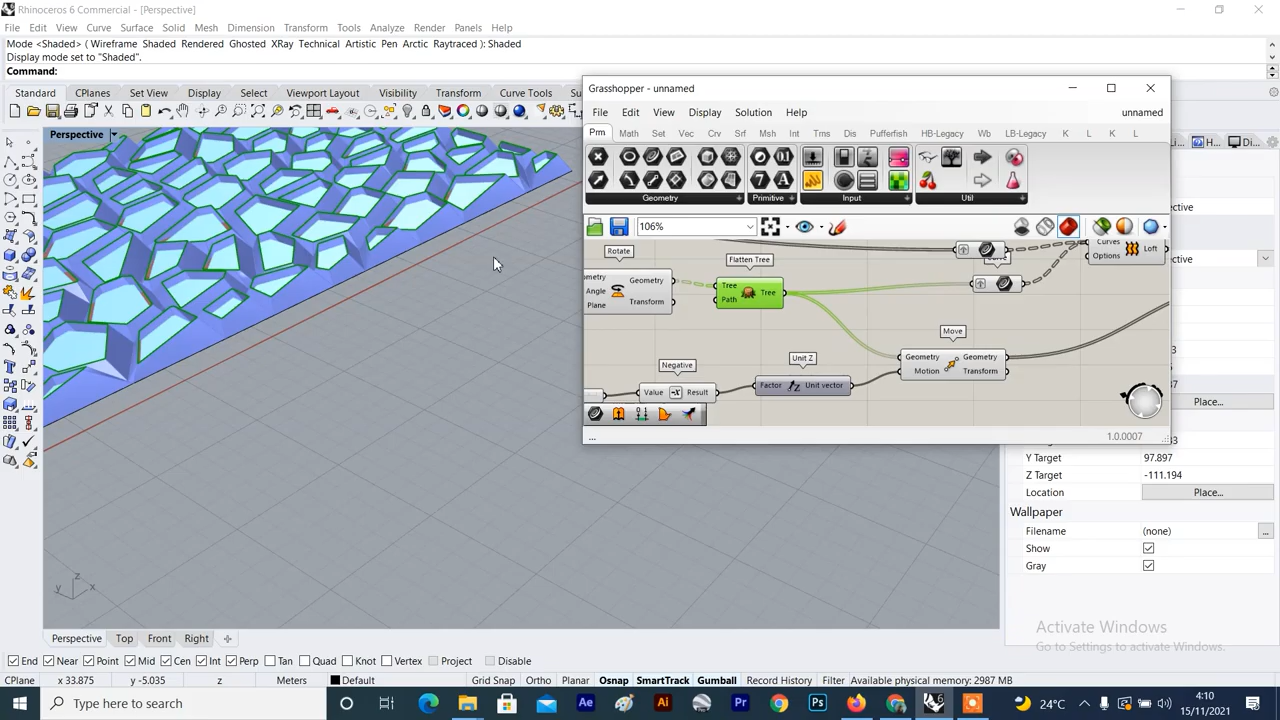 Rhinoceros 6 Commercial - [Perspective]
File Edit View Curve Surface Solid Mesh Dimension Transform Tools Analyze Render Panels Help
Mode <Shaded> ( Wireframe Shaded Rendered Ghosted XRay Technical Artistic Pen Arctic Raytraced ): Shaded
Display mode set to "Shaded".
Command:
Standard CPlanes Set View Display Select Viewport Layout Visibility Transform Curve Tools
Perspective
Grasshopper - unnamed
File Edit View Display Solution Help unnamed
Prm Math Set Vec Crv Srf Msh Int Trns Dis Pufferfish HB-Legacy Wb LB-Legacy K L K L
Geometry Primitive Input Util
106%
Rotate
Geometry
Transform
Angle
Plane
Flatten Tree
Tree
Path
Tree
Curves
Options
Loft
Move
Geometry
Motion
Geometry
Transform
Negative
Value
Result
Unit Z
Factor
Unit vector
... 1.0.0007
Place...
Y Target 97.897
Z Target -111.194
Location Place...
Wallpaper
Filename (none) ...
Show
Gray
Activate Windows
Go to Settings to activate Windows.
z
y x
Perspective Top Front Right
End Near Point Mid Cen Int Perp Tan Quad Knot Vertex Project Disable
CPlane x 33.875 y -5.035 z Meters Default Grid Snap Ortho Planar Osnap SmartTrack Gumball Record History Filter Available physical memory: 2987 MB
Type here to search
24°C
4:10
15/11/2021